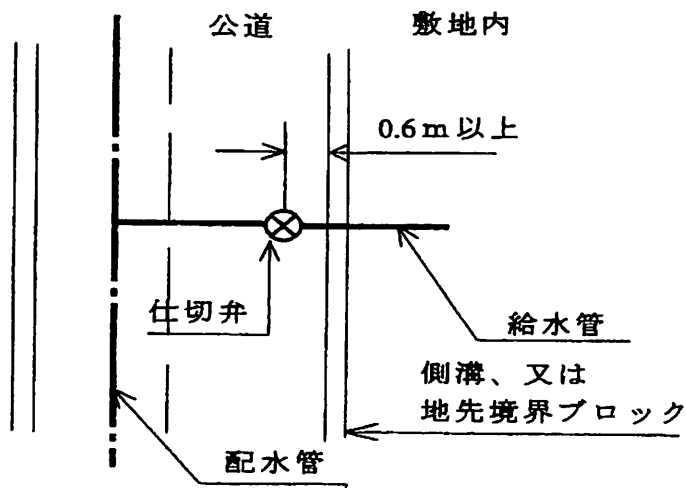 公道
敷地内
0.6m以上
仕切弁
給水管
側溝、又は
地先境界ブロック
配水管